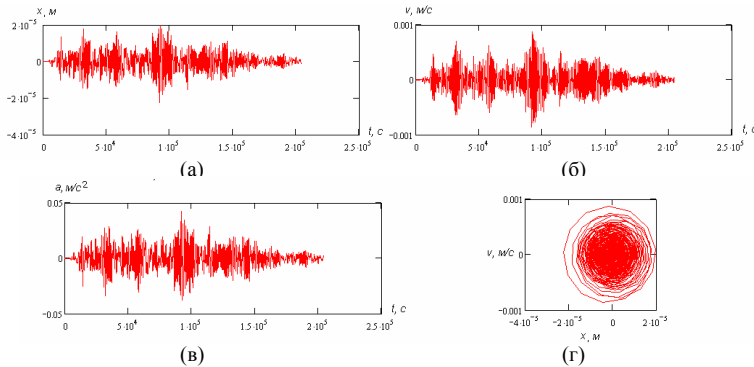 x, м
2·10⁻⁵
0
−2·10⁻⁵
−4·10⁻⁵
0
5·10⁴
1·10⁵
1.5·10⁵
2·10⁵
2.5·10⁵
t, с
(а)
v, м/с
0.001
0
−0.001
0
5·10⁴
1·10⁵
1.5·10⁵
2·10⁵
2.5·10⁵
t, с
(б)
a, м/с²
0.05
0
−0.05
0
5·10⁴
1·10⁵
1.5·10⁵
2·10⁵
2.5·10⁵
t, с
(в)
0.001
v, м/с
0
−0.001
−4·10⁻⁵
−2·10⁻⁵
0
2·10⁻⁵
x, м
(г)